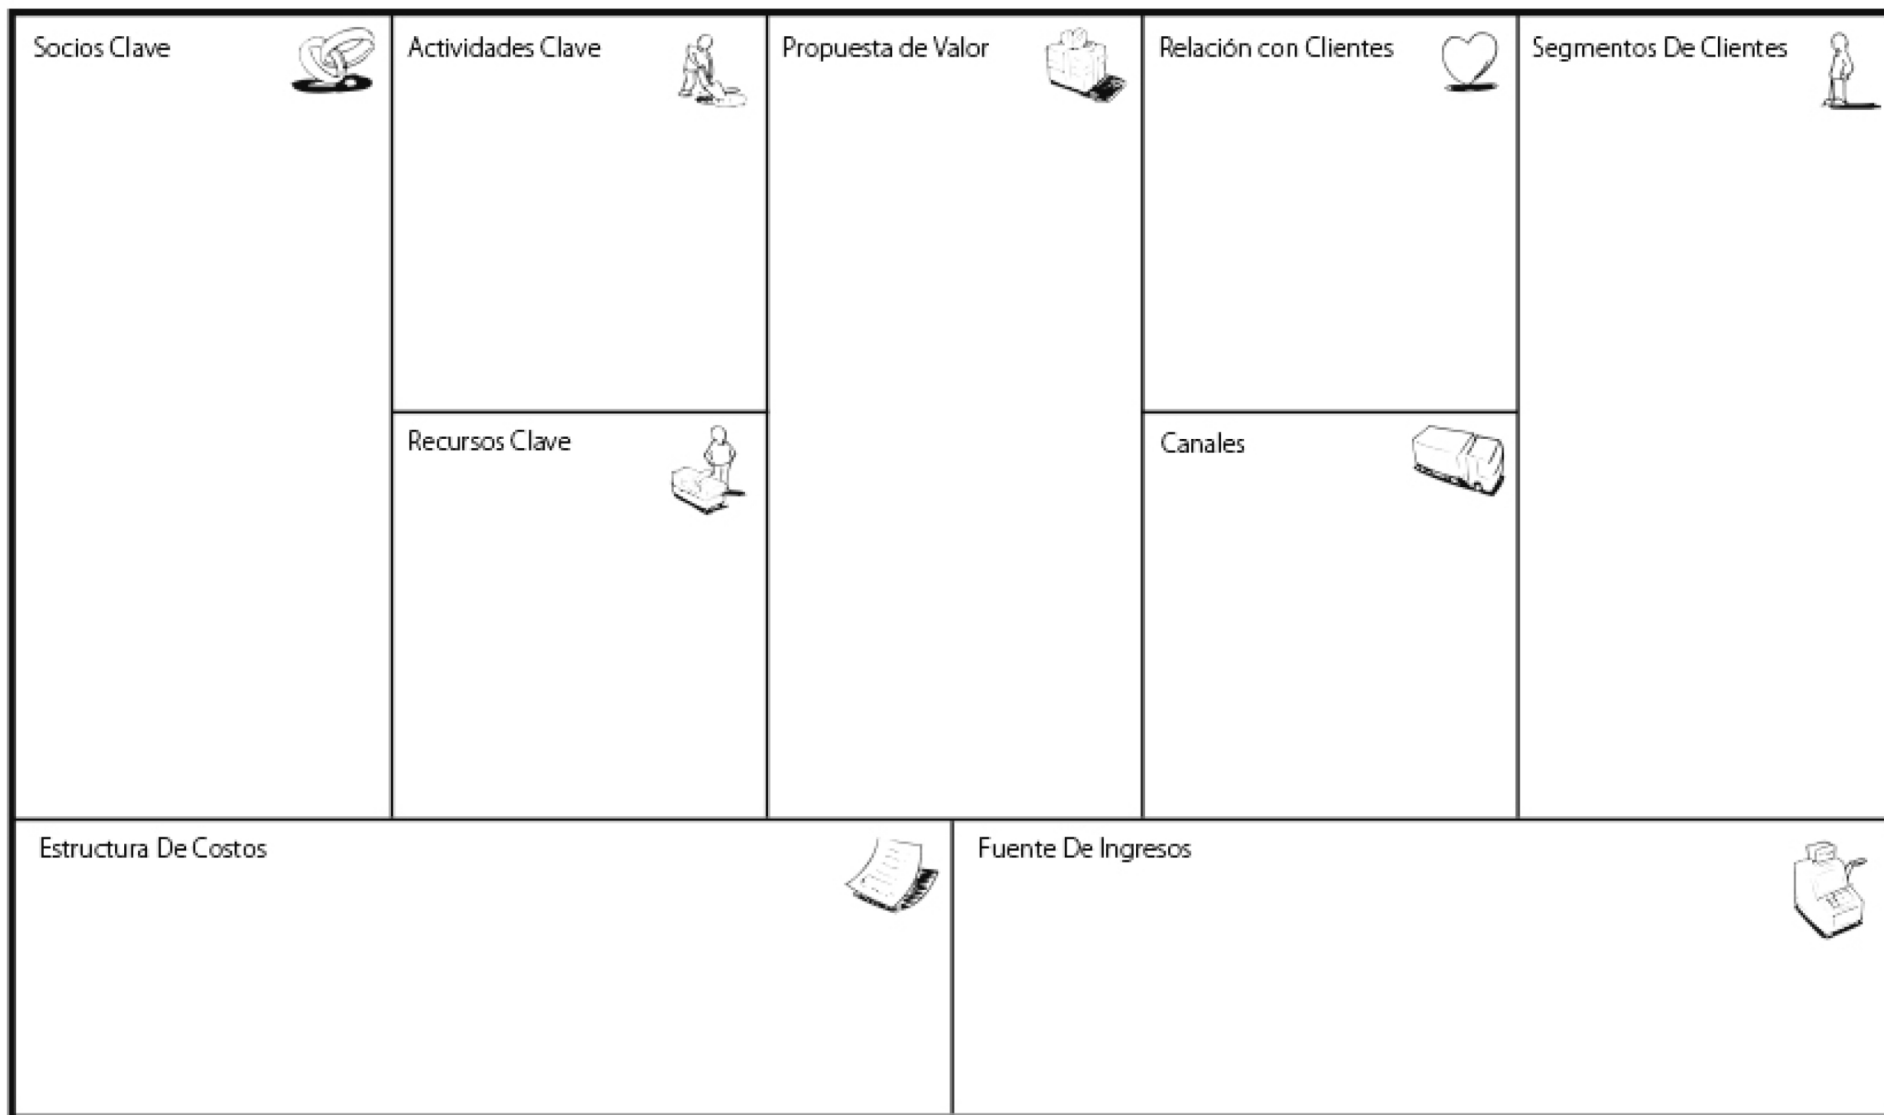 Socios Clave
Actividades Clave
Propuesta de Valor
Relación con Clientes
Segmentos De Clientes
Recursos Clave
Canales
Estructura De Costos
Fuente De Ingresos